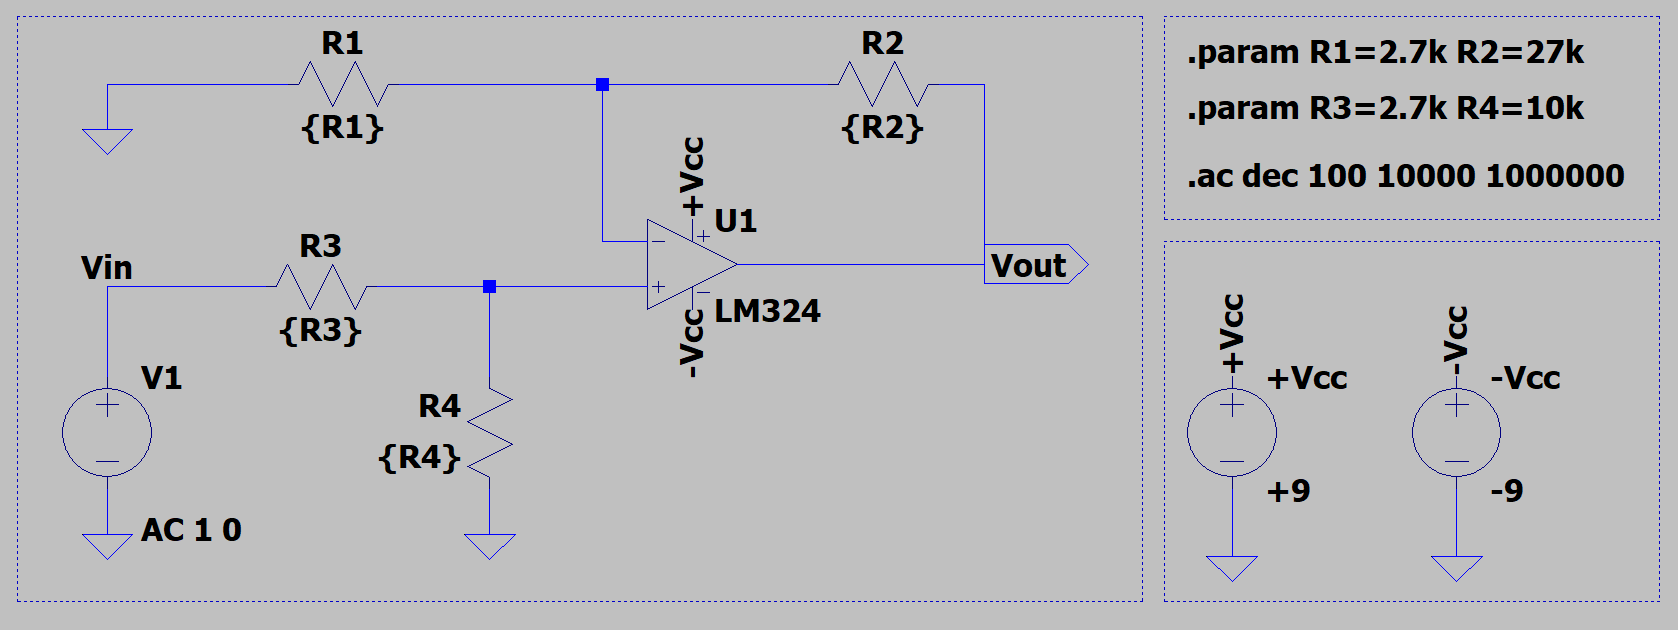 R1
{R1}
R2
{R2}
+Vcc
U1
-Vcc
LM324
Vout
Vin
R3
{R3}
V1
AC 1 0
R4
{R4}
.param R1=2.7k R2=27k
.param R3=2.7k R4=10k
.ac dec 100 10000 1000000
+Vcc
+Vcc
+9
-Vcc
-Vcc
-9